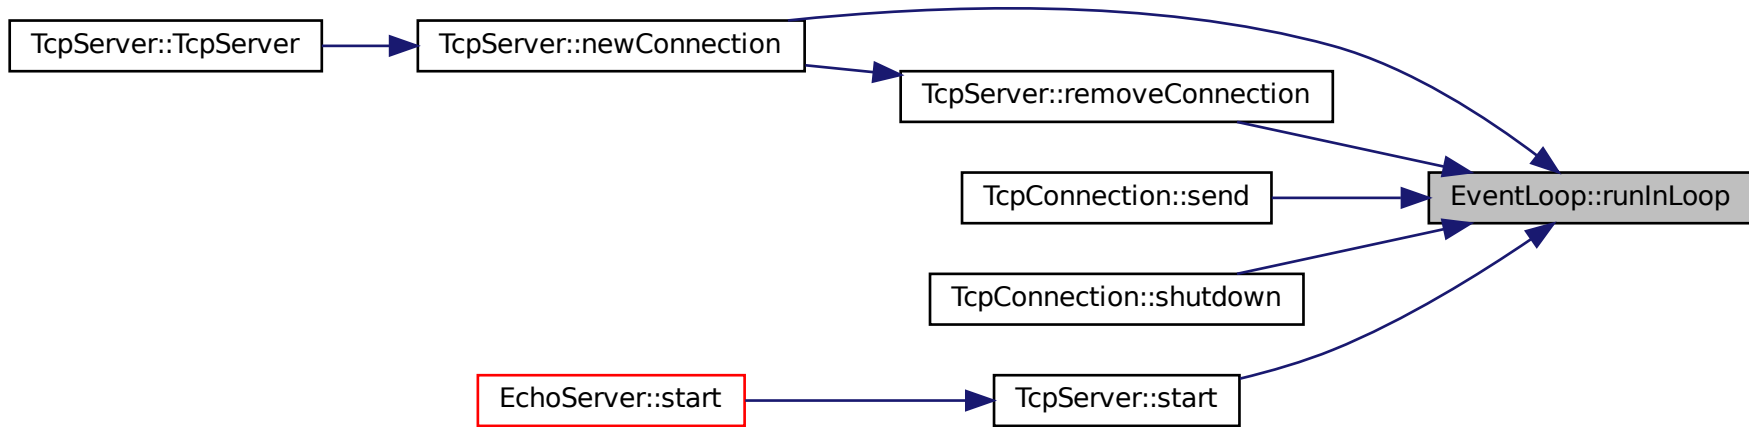 TcpServer::TcpServer
TcpServer::newConnection
TcpServer::removeConnection
TcpConnection::send
EventLoop::runInLoop
TcpConnection::shutdown
EchoServer::start
TcpServer::start